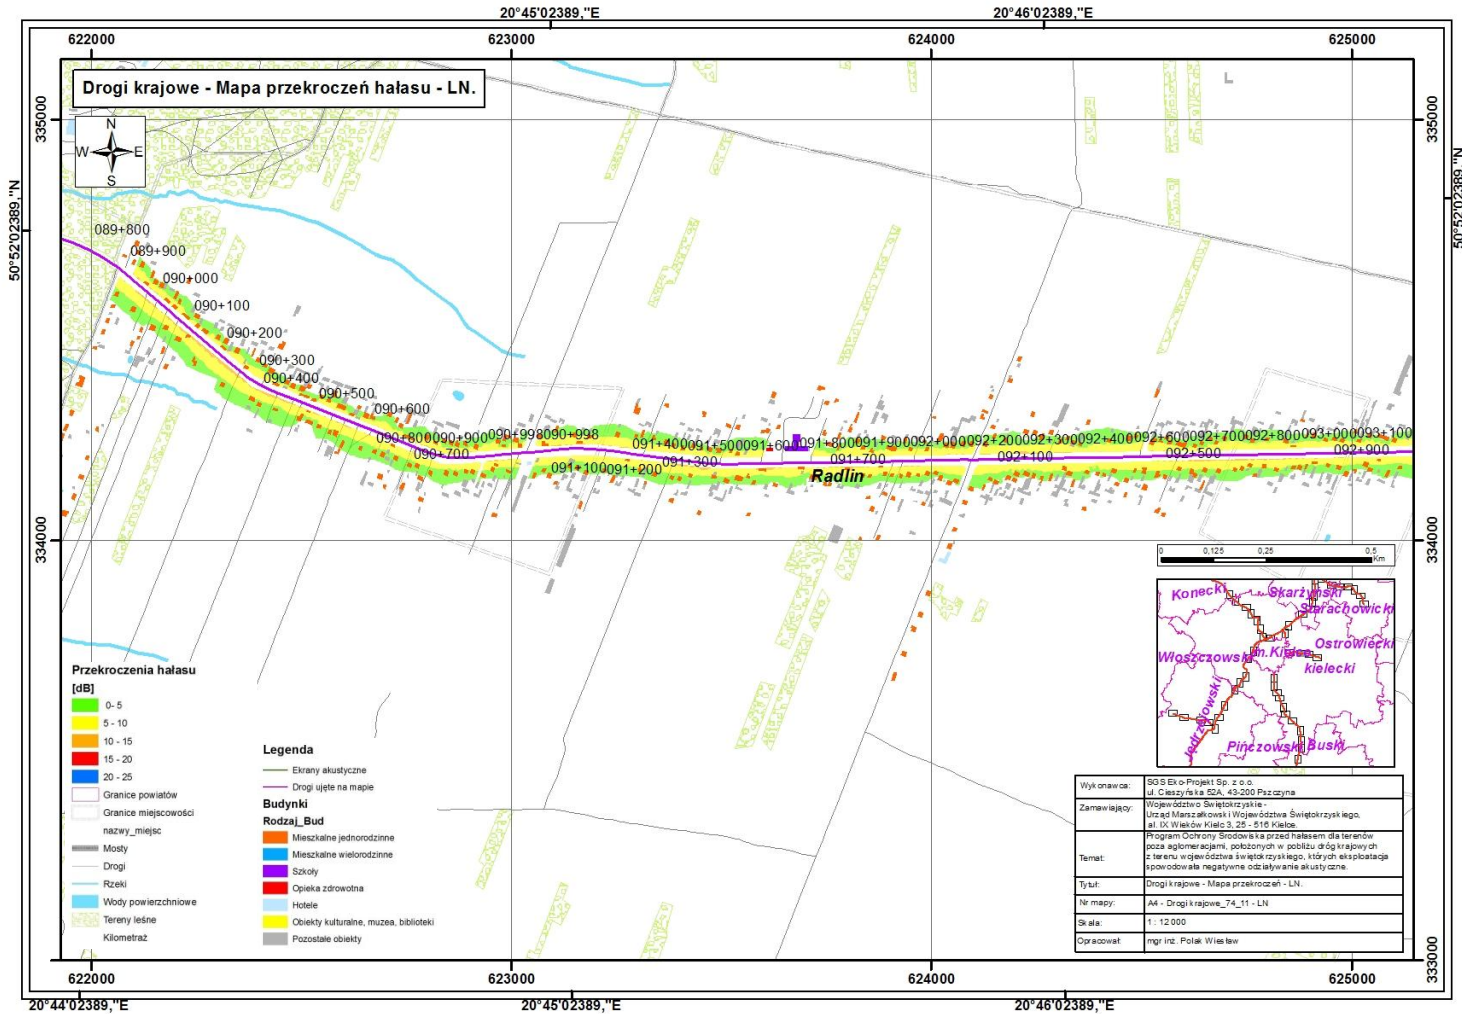 20°45'02389,"E
20°46'02389,"E
622000
623000
624000
625000
Drogi krajowe - Mapa przekroczeń hałasu - LN.
335000
335000
N
W
E
S
50°52'02389,"N
50°52'02389,"N
089+800
089+900
090+000
090+100
090+200
090+300
090+400
090+500
090+600
090+800
090+900
090+998
090+998
091+400
091+500
091+600
091+800
091+900
092+000
092+200
092+300
092+400
092+600
092+700
092+800
093+000
093+100
090+700
091+100
091+200
091+300
091+700
092+100
092+500
092+900
Radlin
334000
334000
0
0,125
0,25
0,5
Km
Konecki
Skarżyński
Starachowicki
Ostrowiecki
Włoszczowski
m.Kielce
kielecki
Jędrzejowski
Pińczowski
Buski
Przekroczenia hałasu
[dB]
0- 5
5 - 10
10 - 15
15 - 20
20 - 25
Granice powiatów
Granice miejscowości
nazwy_miejsc
Mosty
Drogi
Rzeki
Wody powierzchniowe
Tereny leśne
Kilometraż
Legenda
Ekrany akustyczne
Drogi ujęte na mapie
Budynki
Rodzaj_Bud
Mieszkalne jednorodzinne
Mieszkalne wielorodzinne
Szkoły
Opieka zdrowotna
Hotele
Obiekty kulturalne, muzea, biblioteki
Pozostałe obiekty
Wykonawca:
SGS Eko-Projekt Sp. z o.o.
ul. Cieszyńska 52A, 43-200 Pszczyna
Zamawiający:
Województwo Świętokrzyskie -
Urząd Marszałkowski Województwa Świętokrzyskiego,
al. IX Wieków Kielc 3, 25 - 516 Kielce.
Temat:
Program Ochrony Środowiska przed hałasem dla terenów
poza aglomeracjami, położonych w pobliżu dróg krajowych
z terenu województwa świętokrzyskiego, których eksploatacja
spowodowała negatywne oddziaływanie akustyczne.
Tytuł:
Drogi krajowe - Mapa przekroczeń - LN.
Nr mapy:
A4 - Drogi krajowe_74_11 - LN
Skala:
1 : 12 000
Opracował:
mgr inż. Polak Wiesław
333000
622000
623000
624000
625000
20°44'02389,"E
20°45'02389,"E
20°46'02389,"E